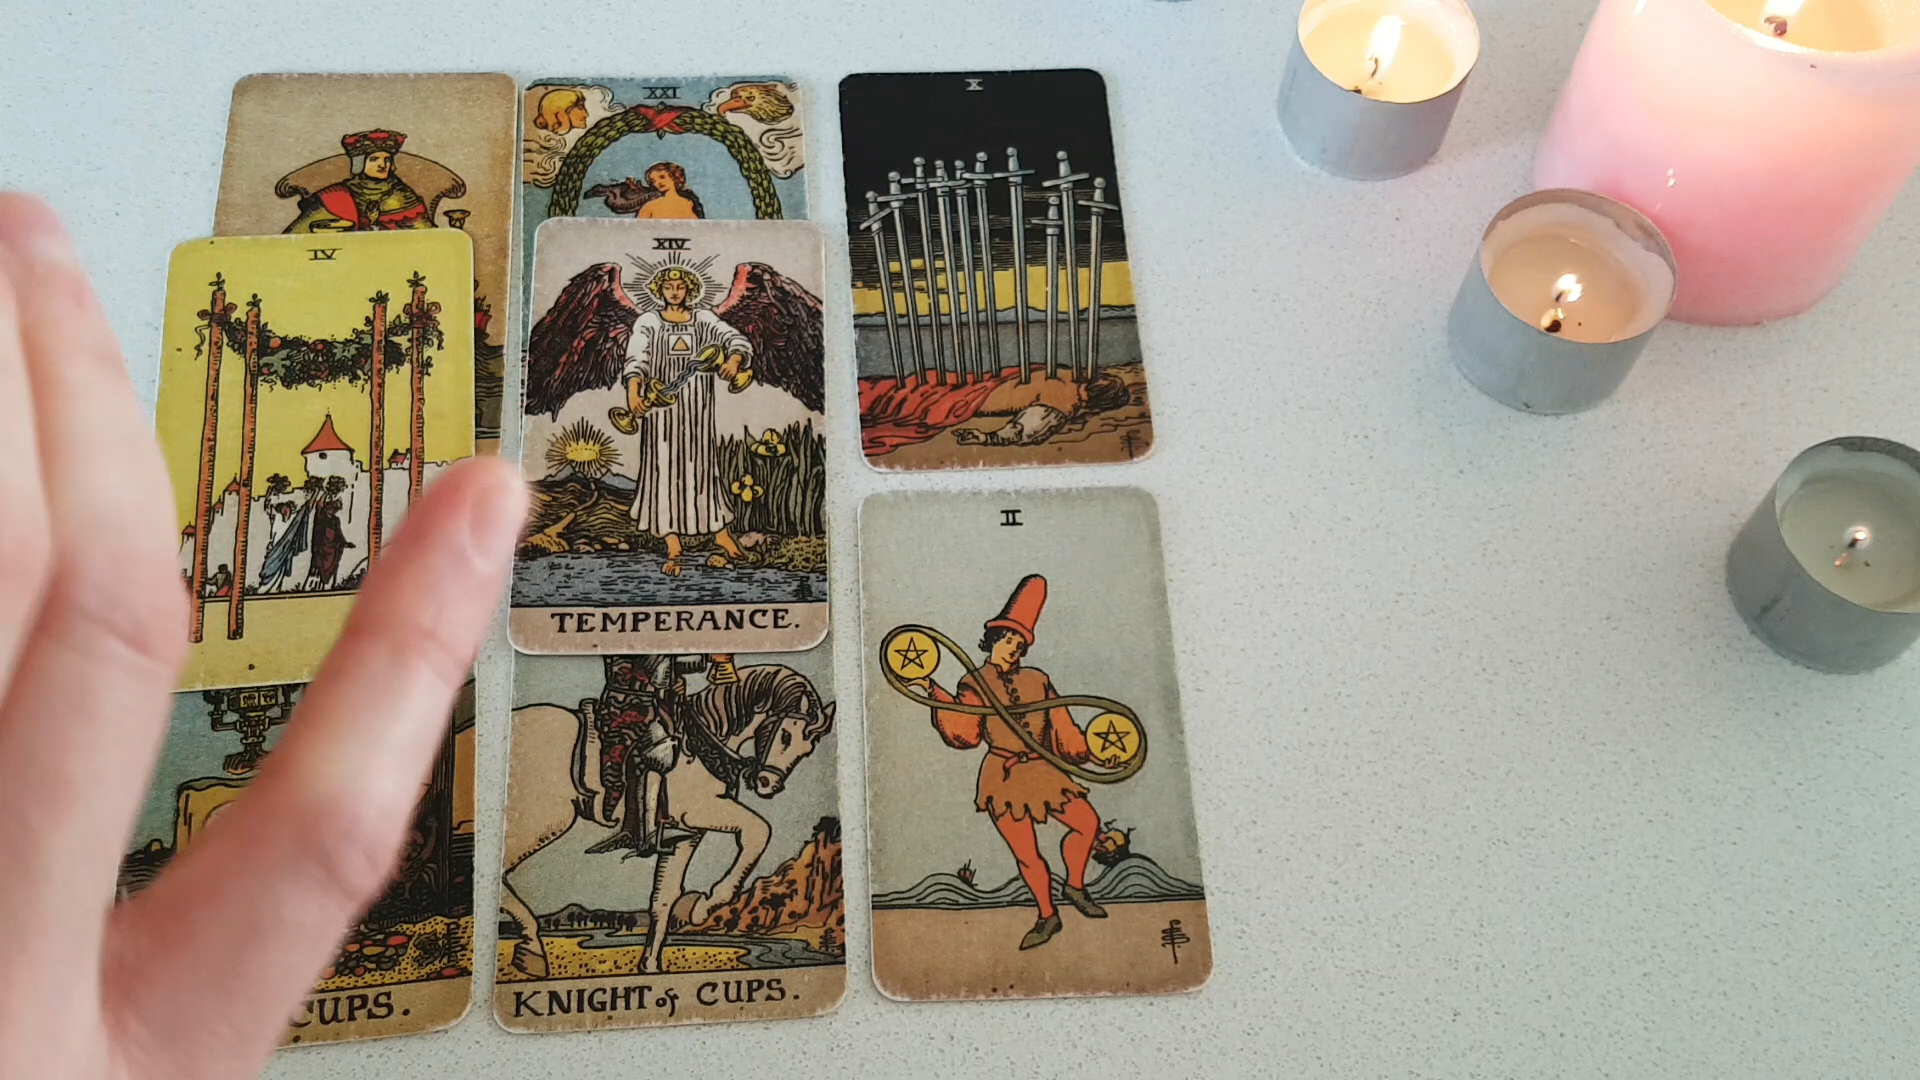 XXI
X
IV
XIV
TEMPERANCE.
II
CUPS.
KNIGHT of CUPS.